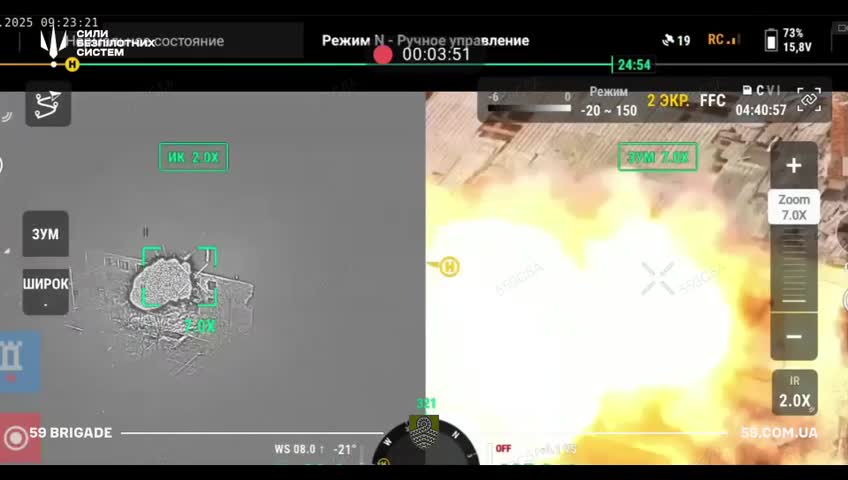 .2025 09:23:21
СИЛИ
БЕЗПІЛОТНИХ
СИСТЕМ
состояние
Режим N - Ручное управление
00:03:51
19
RC
73%
15,8V
H
24:54
-6
0
Режим
-20 ~ 150
2 ЭКР.
FFC
04:40:57
ИК 2.0X
ЗУМ 7.0X
+
Zoom
7.0X
ЗУМ
ШИРОК
.
7.0X
H
−
IR
2.0X
321
W
N
59 BRIGADE
59.COM.UA
WS 08.0 ↑ -21°
OFF